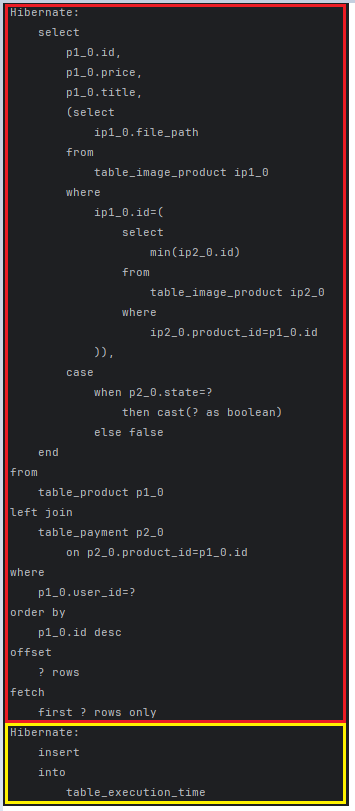 Hibernate:
select
p1_0.id,
p1_0.price,
p1_0.title,
(select
ip1_0.file_path
from
table_image_product ip1_0
where
ip1_0.id=(
select
min(ip2_0.id)
from
table_image_product ip2_0
where
ip2_0.product_id=p1_0.id
)),
case
when p2_0.state=?
then cast(? as boolean)
else false
end
from
table_product p1_0
left join
table_payment p2_0
on p2_0.product_id=p1_0.id
where
p1_0.user_id=?
order by
p1_0.id desc
offset
? rows
fetch
first ? rows only
Hibernate:
insert
into
table_execution_time